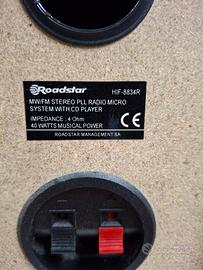 Roadstar
HIF-8834R
MW/FM STEREO PLL RADIO MICRO
SYSTEM WITH CD PLAYER
IMPEDANCE : 4 Ohm
40 WATTS MUSICAL POWER
ROADSTAR MANAGEMENT SA
CE